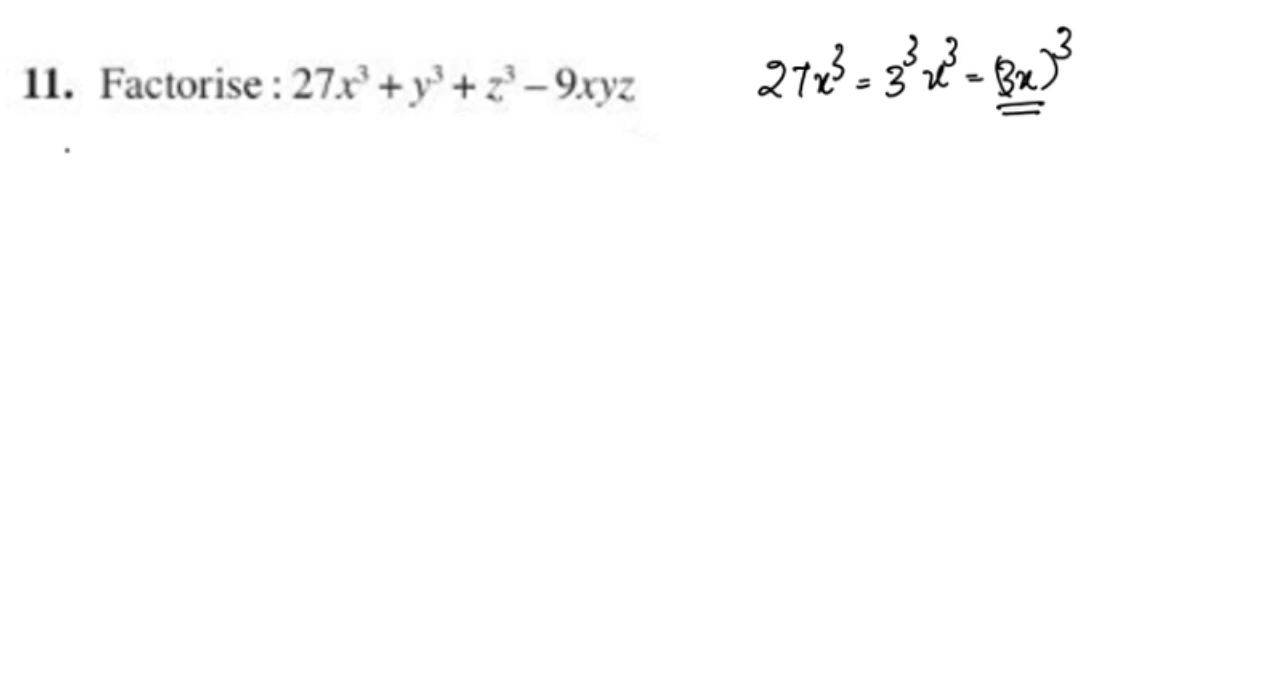 11. Factorise : 27x³ + y³ + z³ – 9xyz
27x³ = 3³x³ = (3x)³